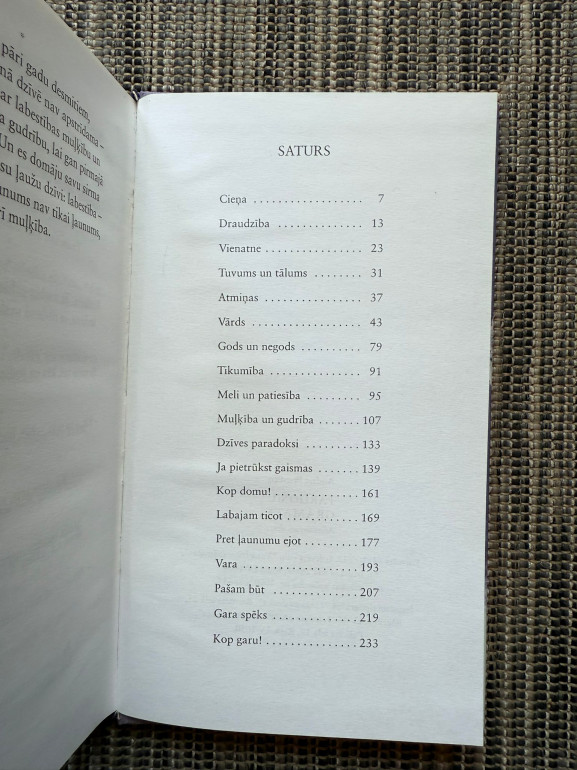 pāri gadu desmitiem,
nā dzīvē nav apstrīdama –
ar labestības muļķību un
a gudrību, lai gan pirmajā
Un es domāju savu sirma
su ļaužu dzīvi: labestība –
unums nav tikai ļaunums,
rī muļķība.
SATURS
Cieņa . . . . . . . . . . . . . . . . . . 7
Draudzība . . . . . . . . . . . . . . 13
Vienatne . . . . . . . . . . . . . . . . 23
Tuvums un tālums . . . . . . . . 31
Atmiņas . . . . . . . . . . . . . . . . 37
Vārds . . . . . . . . . . . . . . . . . . 43
Gods un negods . . . . . . . . . . 79
Tikumība . . . . . . . . . . . . . . . 91
Meli un patiesība . . . . . . . . . 95
Muļķība un gudrība . . . . . . . 107
Dzīves paradoksi . . . . . . . . . 133
Ja pietrūkst gaismas . . . . . . . 139
Kop domu! . . . . . . . . . . . . . 161
Labajam ticot . . . . . . . . . . . . 169
Pret ļaunumu ejot . . . . . . . . . 177
Vara . . . . . . . . . . . . . . . . . . . 193
Pašam būt . . . . . . . . . . . . . . 207
Gara spēks . . . . . . . . . . . . . . 219
Kop garu! . . . . . . . . . . . . . . . 233